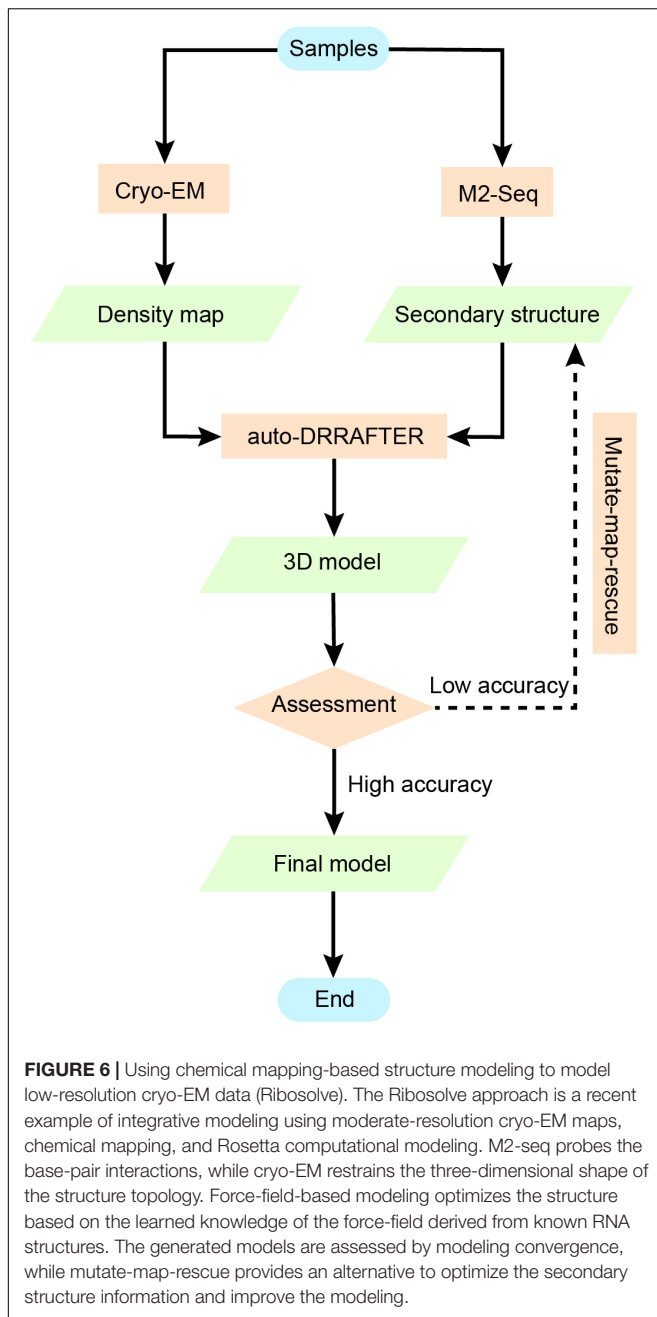 Samples
Cryo-EM
M2-Seq
Density map
Secondary structure
auto-DRRAFTER
Mutate-map-rescue
3D model
Low accuracy
Assessment
High accuracy
Final model
End
FIGURE 6 | Using chemical mapping-based structure modeling to model
low-resolution cryo-EM data (Ribosolve). The Ribosolve approach is a recent
example of integrative modeling using moderate-resolution cryo-EM maps,
chemical mapping, and Rosetta computational modeling. M2-seq probes the
base-pair interactions, while cryo-EM restrains the three-dimensional shape of
the structure topology. Force-field-based modeling optimizes the structure
based on the learned knowledge of the force-field derived from known RNA
structures. The generated models are assessed by modeling convergence,
while mutate-map-rescue provides an alternative to optimize the secondary
structure information and improve the modeling.